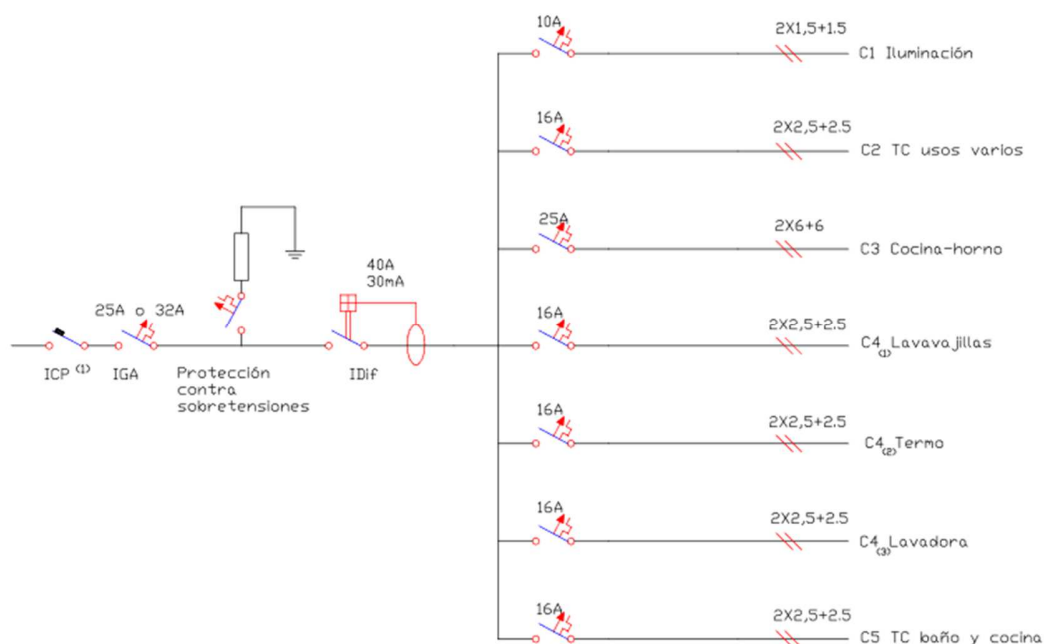 10A
2X1,5+1.5
C1 Iluminación
16A
2X2,5+2.5
C2 TC usos varios
25A
2X6+6
C3 Cocina-horno
40A
30mA
25A o 32A
16A
2X2,5+2.5
C4(1) Lavavajillas
ICP (1)
IGA
Protección
contra
sobretensiones
IDif
16A
2X2,5+2.5
C4(2) Termo
16A
2X2,5+2.5
C4(3) Lavadora
16A
2X2,5+2.5
C5 TC baño y cocina